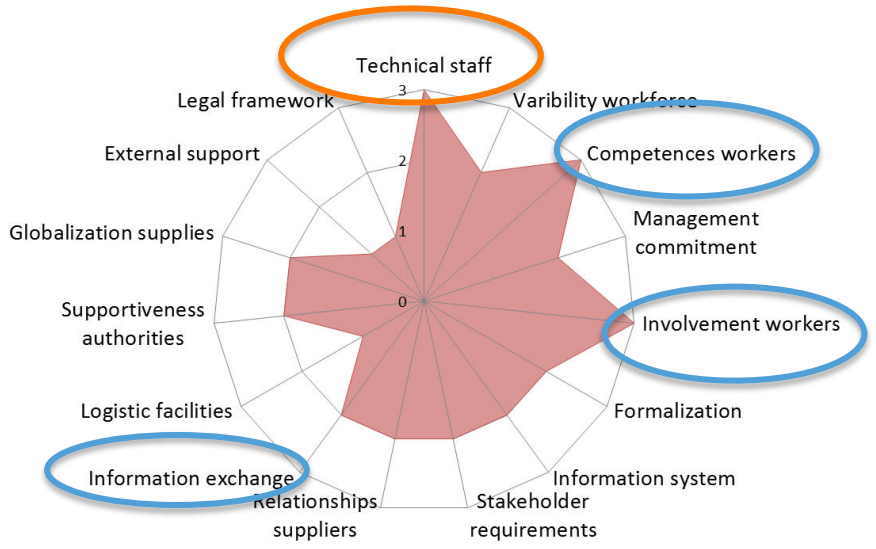 Technical staff
3
Legal framework
Varibility workforce
External support
2
Competences workers
Globalization supplies
1
Management
commitment
0
Supportiveness
authorities
Involvement workers
Logistic facilities
Formalization
Information exchange
Information system
Relationships
suppliers
Stakeholder
requirements